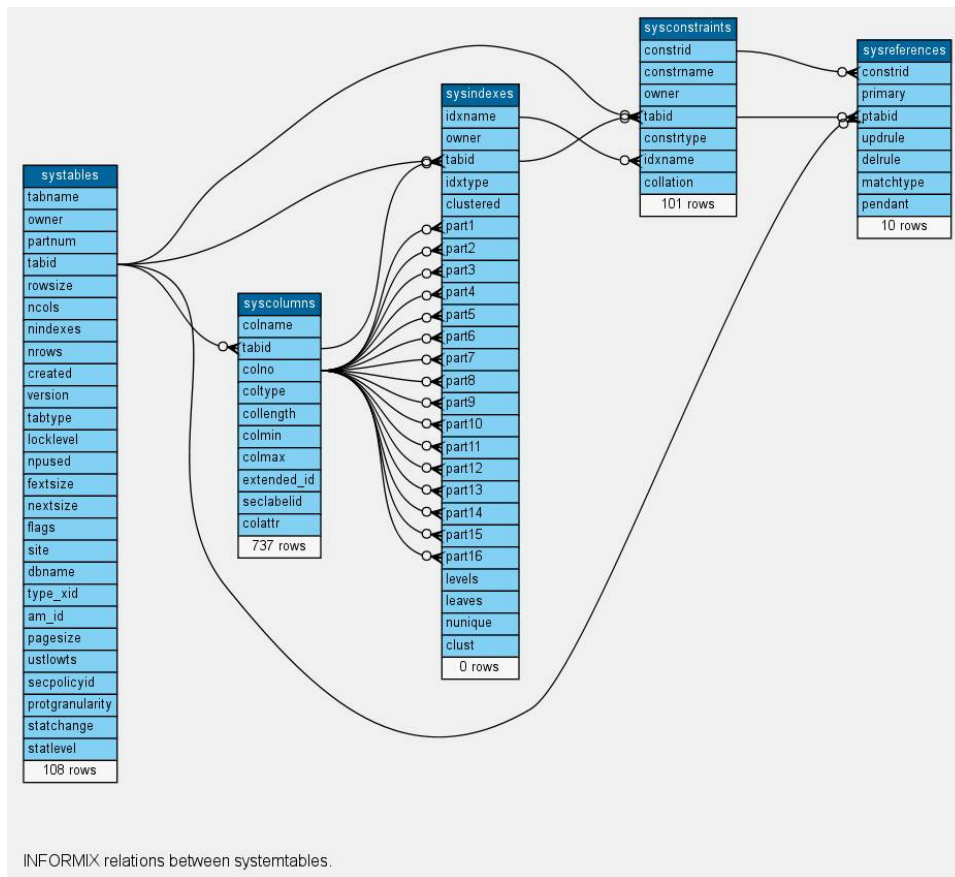 systables
tabname
owner
partnum
tabid
rowsize
ncols
nindexes
nrows
created
version
tabtype
locklevel
npused
fextsize
nextsize
flags
site
dbname
type_xid
am_id
pagesize
ustlowts
secpolicyid
protgranularity
statchange
statlevel
108 rows
syscolumns
colname
tabid
colno
coltype
collength
colmin
colmax
extended_id
seclabelid
colattr
737 rows
sysindexes
idxname
owner
tabid
idxtype
clustered
part1
part2
part3
part4
part5
part6
part7
part8
part9
part10
part11
part12
part13
part14
part15
part16
levels
leaves
nunique
clust
0 rows
sysconstraints
constrid
constrname
owner
tabid
constrtype
idxname
collation
101 rows
sysreferences
constrid
primary
ptabid
updrule
delrule
matchtype
pendant
10 rows
INFORMIX relations between systemtables.